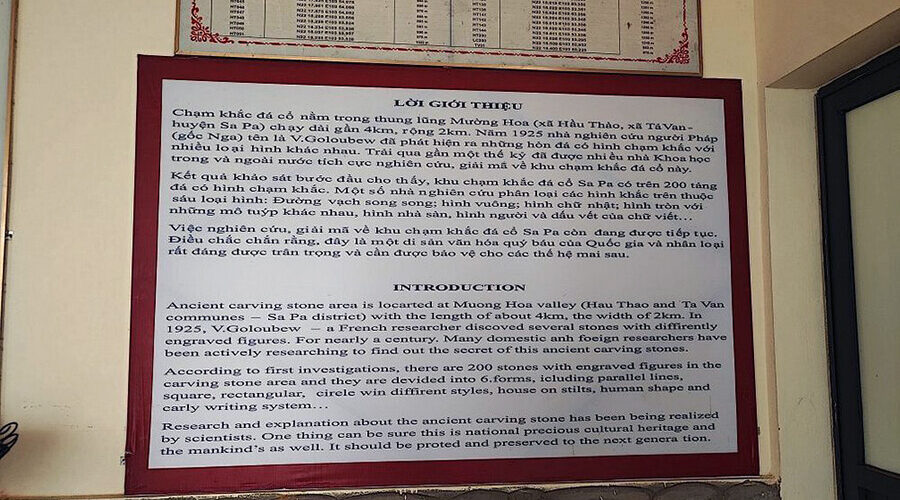 LỜI GIỚI THIỆU
Chạm khắc đá cổ nằm trong thung lũng Mường Hoa (xã Hầu Thào, xã Tả Van-
huyện Sa Pa) chạy dài gần 4km, rộng 2km. Năm 1925 nhà nghiên cứu người Pháp
(gốc Nga) tên là V.Goloubew đã phát hiện ra những hòn đá có hình chạm khắc với
nhiều loại hình khác nhau. Trải qua gần một thế kỷ đã được nhiều nhà Khoa học
trong và ngoài nước tích cực nghiên cứu, giải mã về khu chạm khắc đá cổ này.
Kết quả khảo sát bước đầu cho thấy, khu chạm khắc đá cổ Sa Pa có trên 200 tảng
đá có hình chạm khắc. Một số nhà nghiên cứu phân loại các hình khắc trên thuộc
sáu loại hình: Đường vạch song song; hình vuông; hình chữ nhật; hình tròn với
những mô tuýp khác nhau, hình nhà sàn, hình người và dấu vết của chữ viết...
Việc nghiên cứu, giải mã về khu chạm khắc đá cổ Sa Pa còn đang được tiếp tục.
Điều chắc chắn rằng, đây là một di sản văn hóa quý báu của Quốc gia và nhân loại
rất đáng được trân trọng và cần được bảo vệ cho các thế hệ mai sau.
INTRODUCTION
Ancient carving stone area is locarted at Muong Hoa valley (Hau Thao and Ta Van
communes – Sa Pa district) with the length of about 4km, the width of 2km. In
1925, V.Goloubew – a French researcher discoved several stones with diffirently
engraved figures. For nearly a century. Many domestic anh foeign researchers have
been actively researching to find out the secret of this ancient carving stones.
According to first investigations, there are 200 stones with engraved figures in the
carving stone area and they are devided into 6.forms, icluding parallel lines,
square, rectangular, cirele win diffirent styles, house on stilts, human shape and
carly writing system...
Research and explanation about the ancient carving stone has been being realized
by scientists. One thing can be sure this is national precious cultural heritage and
the mankind's as well. It should be proted and preserved to the next genera tion.